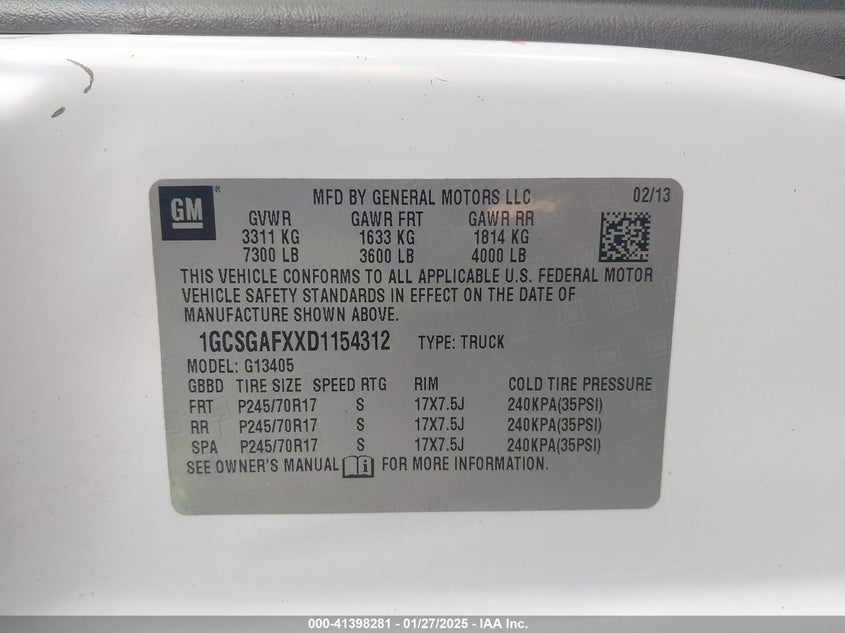 GM
MFD BY GENERAL MOTORS LLC 02/13
GVWR GAWR FRT GAWR RR
3311 KG 1633 KG 1814 KG
7300 LB 3600 LB 4000 LB
THIS VEHICLE CONFORMS TO ALL APPLICABLE U.S. FEDERAL MOTOR
VEHICLE SAFETY STANDARDS IN EFFECT ON THE DATE OF
MANUFACTURE SHOWN ABOVE.
1GCSGAFXXD1154312 TYPE: TRUCK
MODEL: G13405
GBBD TIRE SIZE SPEED RTG RIM COLD TIRE PRESSURE
FRT P245/70R17 S 17X7.5J 240KPA(35PSI)
RR P245/70R17 S 17X7.5J 240KPA(35PSI)
SPA P245/70R17 S 17X7.5J 240KPA(35PSI)
SEE OWNER'S MANUAL i FOR MORE INFORMATION.
000-41398281 - 01/27/2025 - IAA Inc.